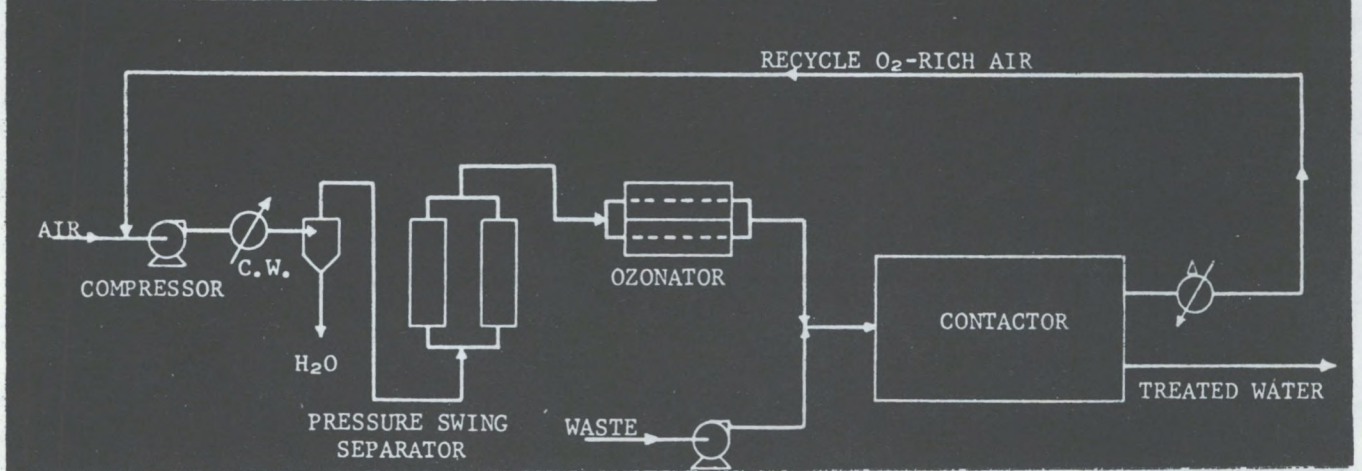 RECYCLE O₂-RICH AIR
AIR
COMPRESSOR
C.W.
H₂O
PRESSURE SWING
SEPARATOR
OZONATOR
WASTE
CONTACTOR
TREATED WATER